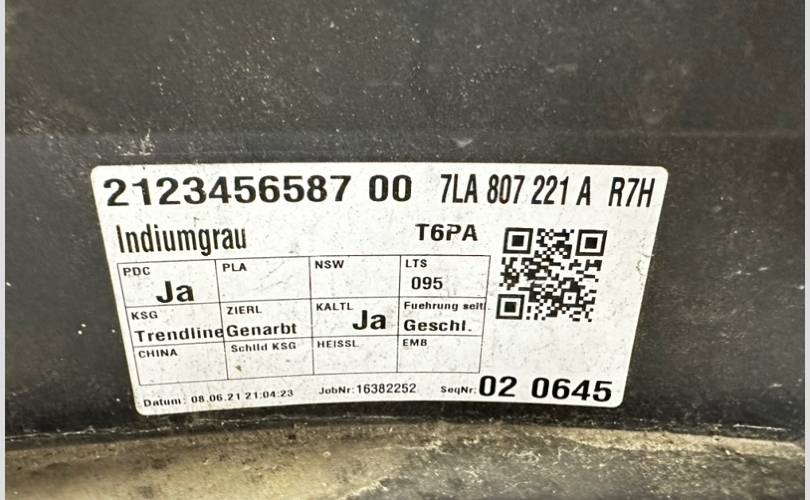 2123456587 00 7LA 807 221 A R7H
Indiumgrau T6PA
PDC PLA NSW LTS
Ja 095
KSG ZIERL KALTL Fuehrung seitl.
Trendline Genarbt Ja Geschl.
CHINA Schild KSG HEISSL EMB
Datum: 08.06.21 21:04:23 JobNr: 16382252 SeqNr: 02 0645